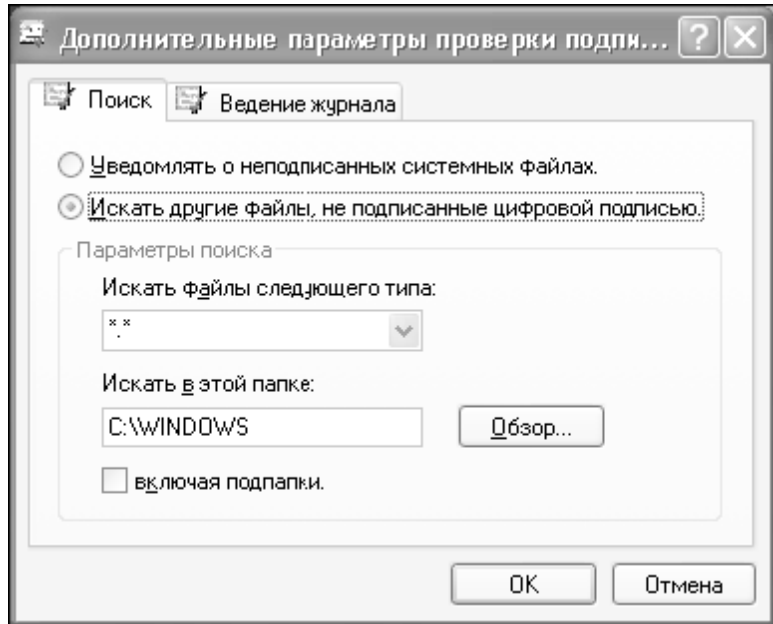 Дополнительные параметры проверки подпи...
Поиск
Ведение журнала
Уведомлять о неподписанных системных файлах.
Искать другие файлы, не подписанные цифровой подписью.
Параметры поиска
Искать файлы следующего типа:
*.*
Искать в этой папке:
C:\WINDOWS
Обзор...
включая подпапки.
OK
Отмена